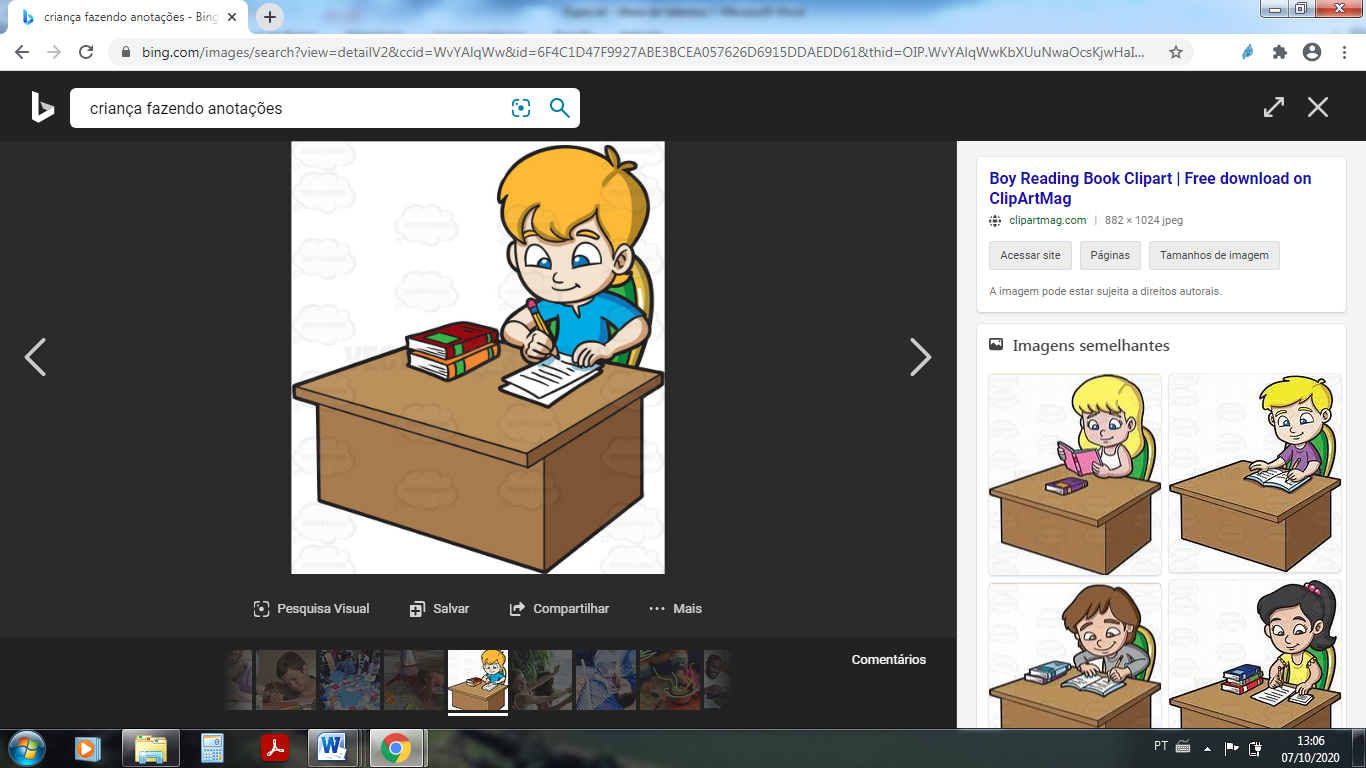 criança fazendo anotações - Bing
bing.com/images/search?view=detailV2&ccid=WvYAlqWw&id=6F4C1D47F9927ABE3BCEA057626D6915DDAEDD61&thid=OIP.WvYAlqWwKbXUuNwaOcsKjwHaI...
criança fazendo anotações
Boy Reading Book Clipart | Free download on
ClipArtMag
clipartmag.com | 882 × 1024 jpeg
Acessar site
Páginas
Tamanhos de imagem
A imagem pode estar sujeita a direitos autorais.
Imagens semelhantes
Pesquisa Visual
Salvar
Compartilhar
Mais
Comentários
PT
13:06
07/10/2020